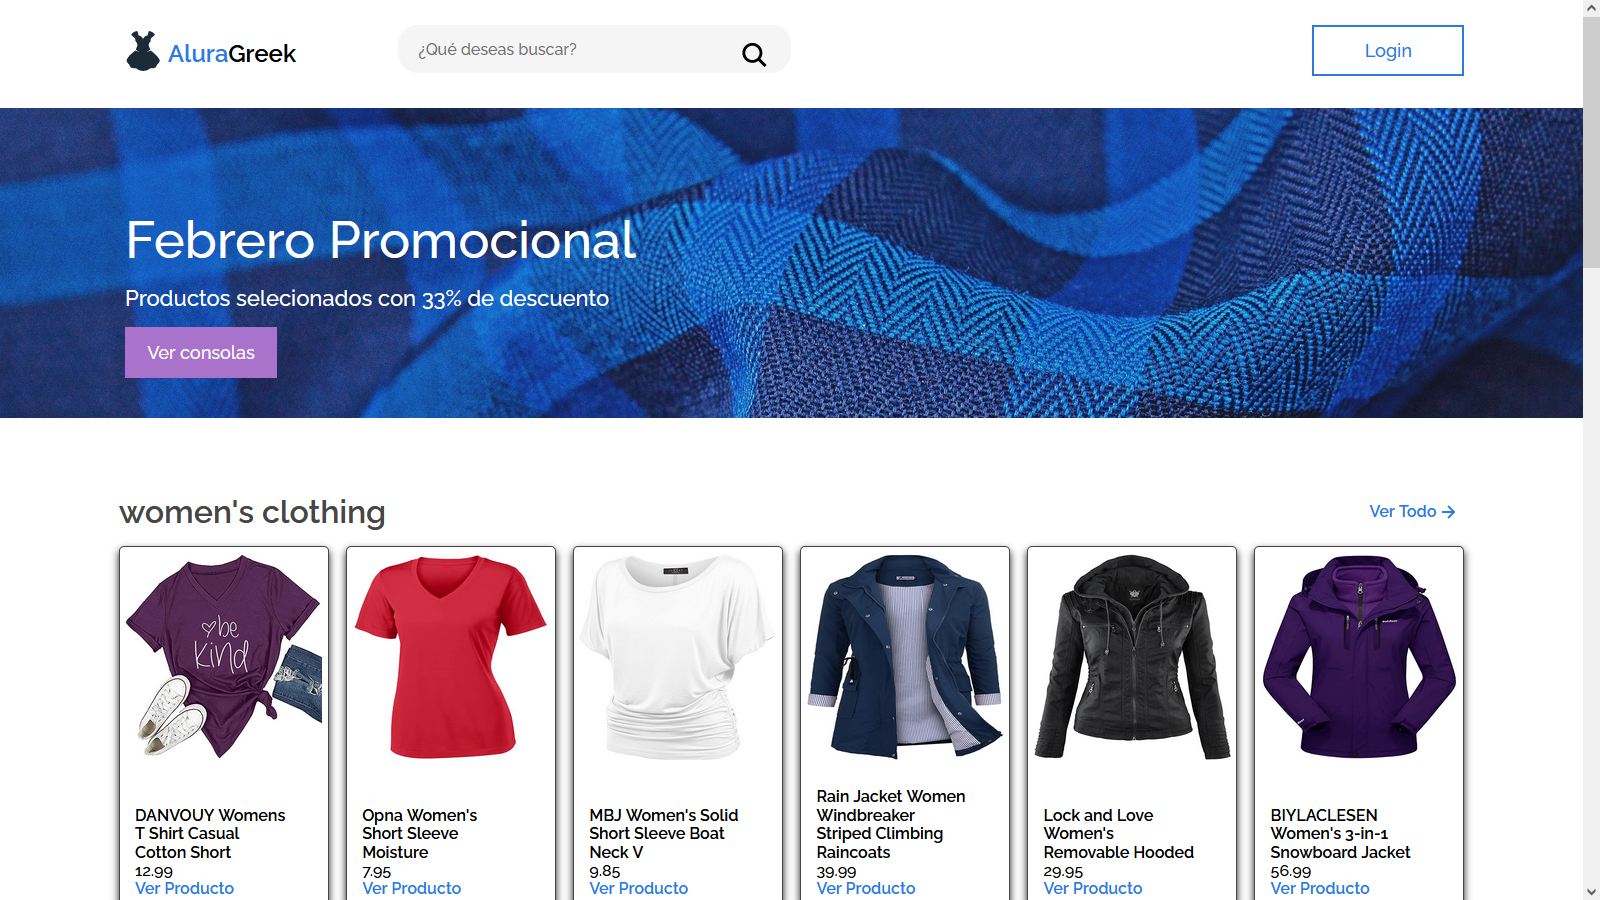 AluraGreek
¿Qué deseas buscar?
Login
Febrero Promocional
Productos selecionados con 33% de descuento
Ver consolas
women's clothing
Ver Todo
be
kind
DANVOUY Womens
T Shirt Casual
Cotton Short
12.99
Ver Producto
Opna Women's
Short Sleeve
Moisture
7.95
Ver Producto
MBJ Women's Solid
Short Sleeve Boat
Neck V
9.85
Ver Producto
Rain Jacket Women
Windbreaker
Striped Climbing
Raincoats
39.99
Ver Producto
Lock and Love
Women's
Removable Hooded
29.95
Ver Producto
BIYLACLESEN
Women's 3-in-1
Snowboard Jacket
56.99
Ver Producto